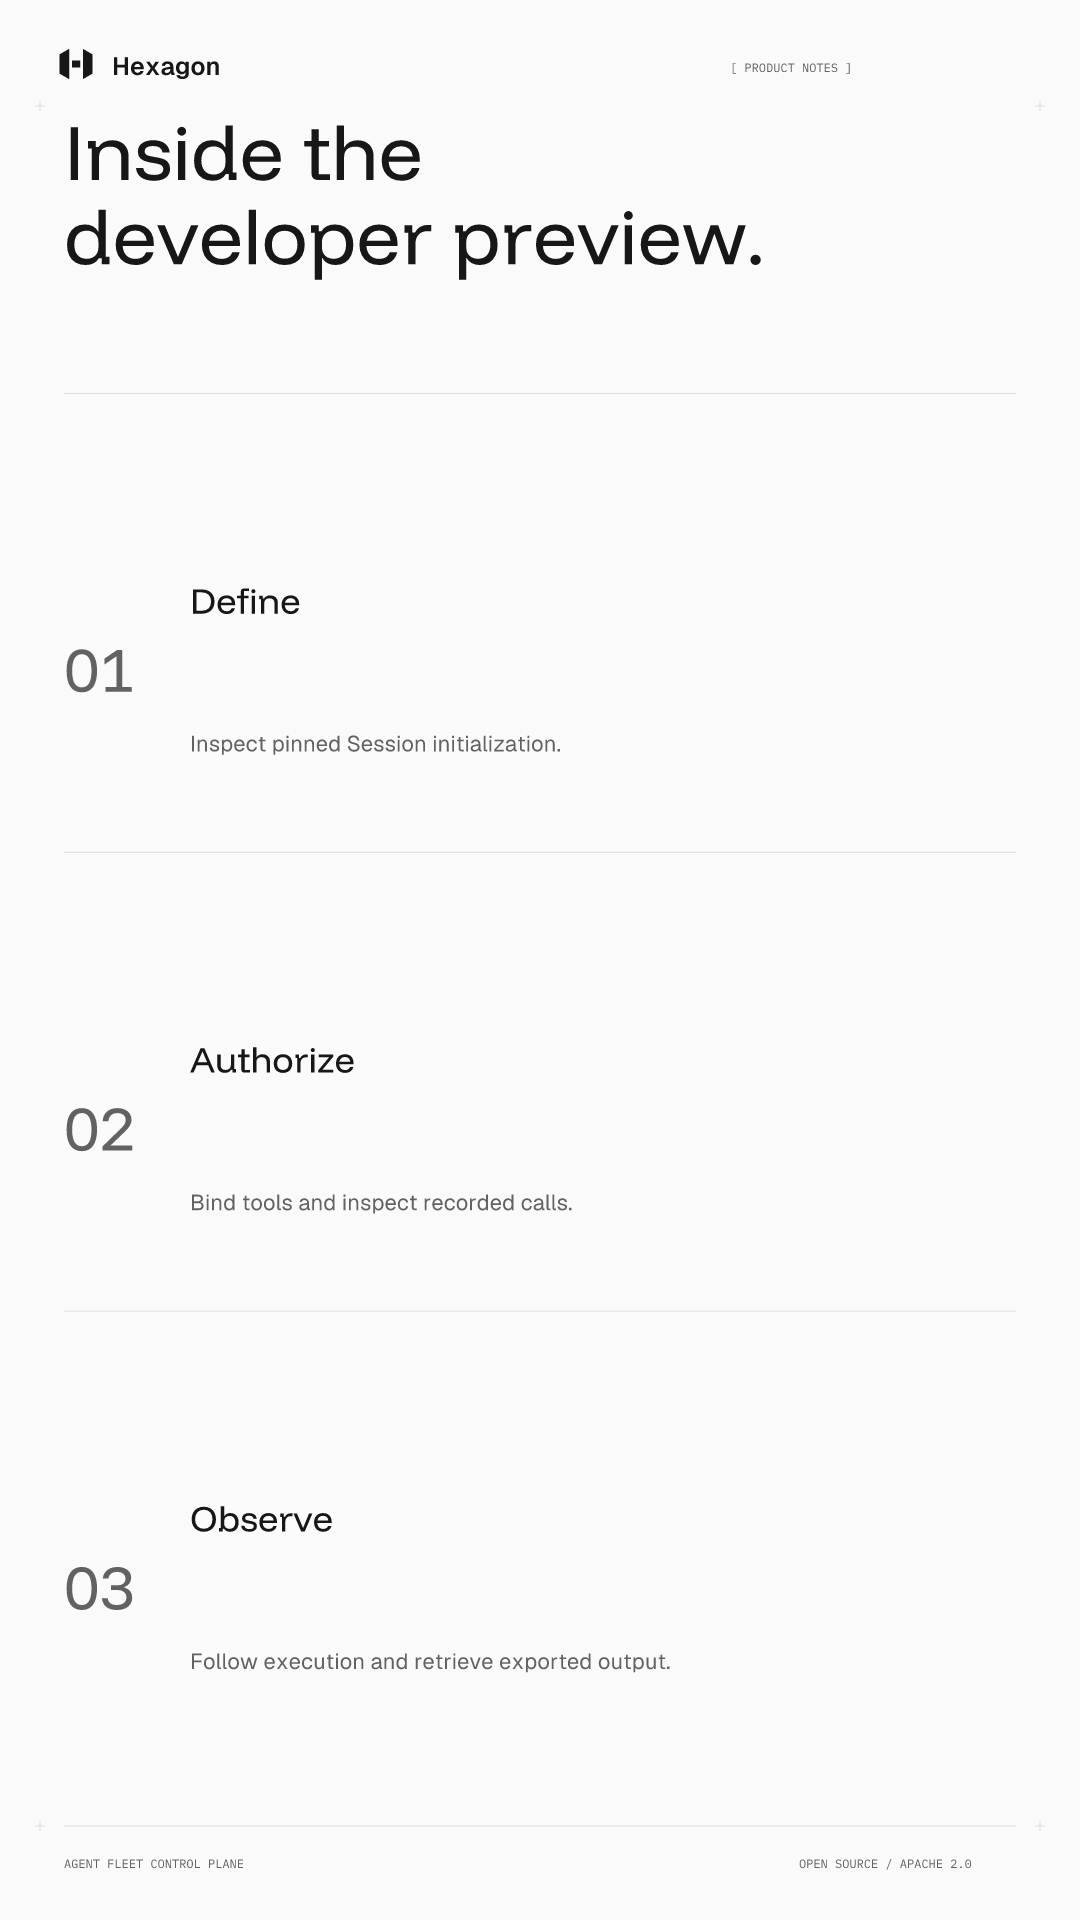 Hexagon
[ PRODUCT NOTES ]
Inside the
developer preview.
Define
01
Inspect pinned Session initialization.
Authorize
02
Bind tools and inspect recorded calls.
Observe
03
Follow execution and retrieve exported output.
AGENT FLEET CONTROL PLANE
OPEN SOURCE / APACHE 2.0